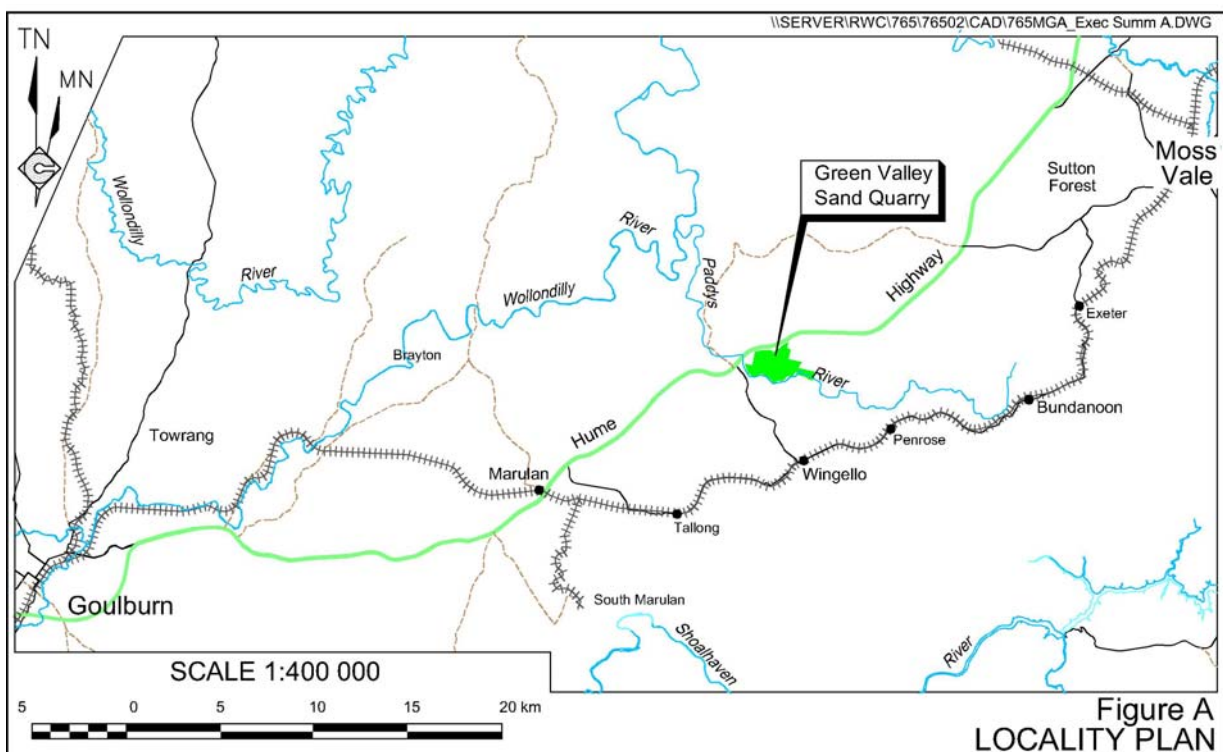 \\SERVER\RWC\765\76502\CAD\765MGA_Exec Summ A.DWG
TN
MN
Moss
Vale
Sutton
Forest
Green Valley
Sand Quarry
Wollondilly
River
River
Wollondilly
Paddys
Highway
Exeter
Brayton
River
Bundanoon
Hume
Penrose
Towrang
Marulan
Wingello
Tallong
Goulburn
South Marulan
Shoalhaven
River
SCALE 1:400 000
5 0 5 10 15 20 km
Figure A
LOCALITY PLAN